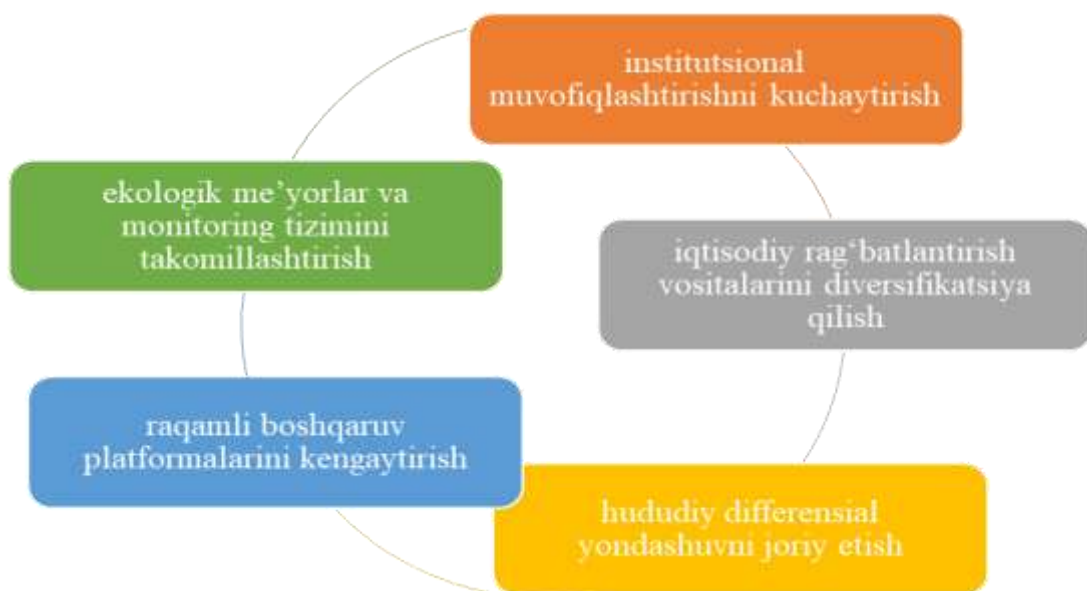 institutsional
muvofiqlashtirishni kuchaytirish
iqtisodiy rag‘batlantirish
vositalarini diversifikatsiya
qilish
hududiy differensial
yondashuvni joriy etish
raqamli boshqaruv
platformalarini kengaytirish
ekologik me’yorlar va
monitoring tizimini
takomillashtirish